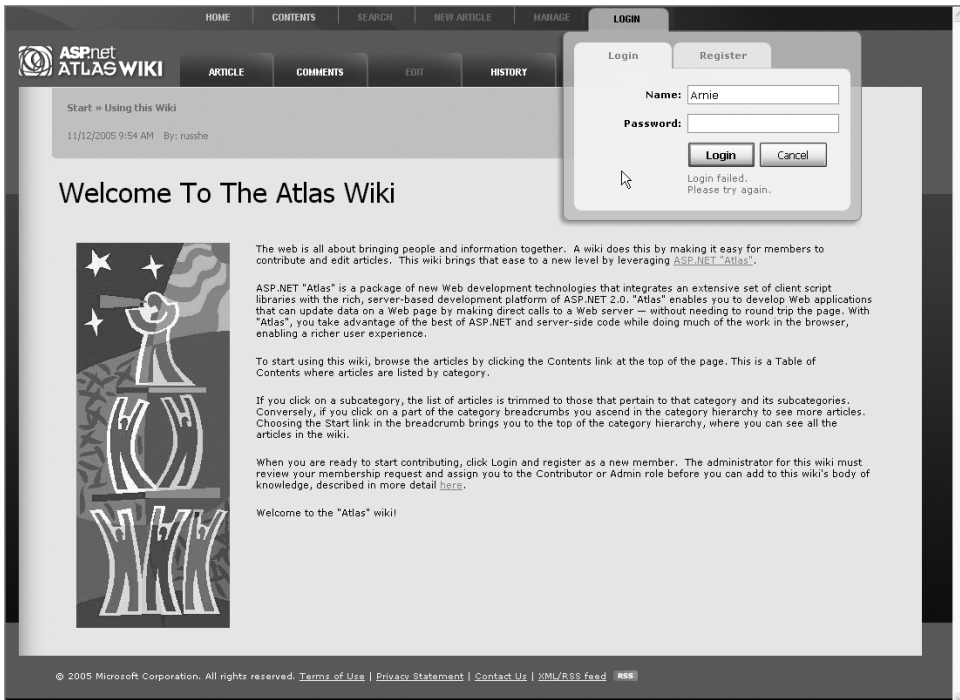 HOME CONTENTS SEARCH NEW ARTICLE MANAGE LOGIN
ASP.net
ATLAS WIKI
ARTICLE COMMENTS EDIT HISTORY
Login Register
Name: Arnie
Password:
Login Cancel
Login failed.
Please try again.
Start » Using this Wiki
11/12/2005 9:54 AM By: russhe
Welcome To The Atlas Wiki
The web is all about bringing people and information together. A wiki does this by making it easy for members to
contribute and edit articles. This wiki brings that ease to a new level by leveraging ASP.NET "Atlas".
ASP.NET "Atlas" is a package of new Web development technologies that integrates an extensive set of client script
libraries with the rich, server-based development platform of ASP.NET 2.0. "Atlas" enables you to develop Web applications
that can update data on a Web page by making direct calls to a Web server — without needing to round trip the page. With
"Atlas", you take advantage of the best of ASP.NET and server-side code while doing much of the work in the browser,
enabling a richer user experience.
To start using this wiki, browse the articles by clicking the Contents link at the top of the page. This is a Table of
Contents where articles are listed by category.
If you click on a subcategory, the list of articles is trimmed to those that pertain to that category and its subcategories.
Conversely, if you click on a part of the category breadcrumbs you ascend in the category hierarchy to see more articles.
Choosing the Start link in the breadcrumb brings you to the top of the category hierarchy, where you can see all the
articles in the wiki.
When you are ready to start contributing, click Login and register as a new member. The administrator for this wiki must
review your membership request and assign you to the Contributor or Admin role before you can add to this wiki's body of
knowledge, described in more detail here.
Welcome to the "Atlas" wiki!
© 2005 Microsoft Corporation. All rights reserved. Terms of Use | Privacy Statement | Contact Us | XML/RSS feed RSS